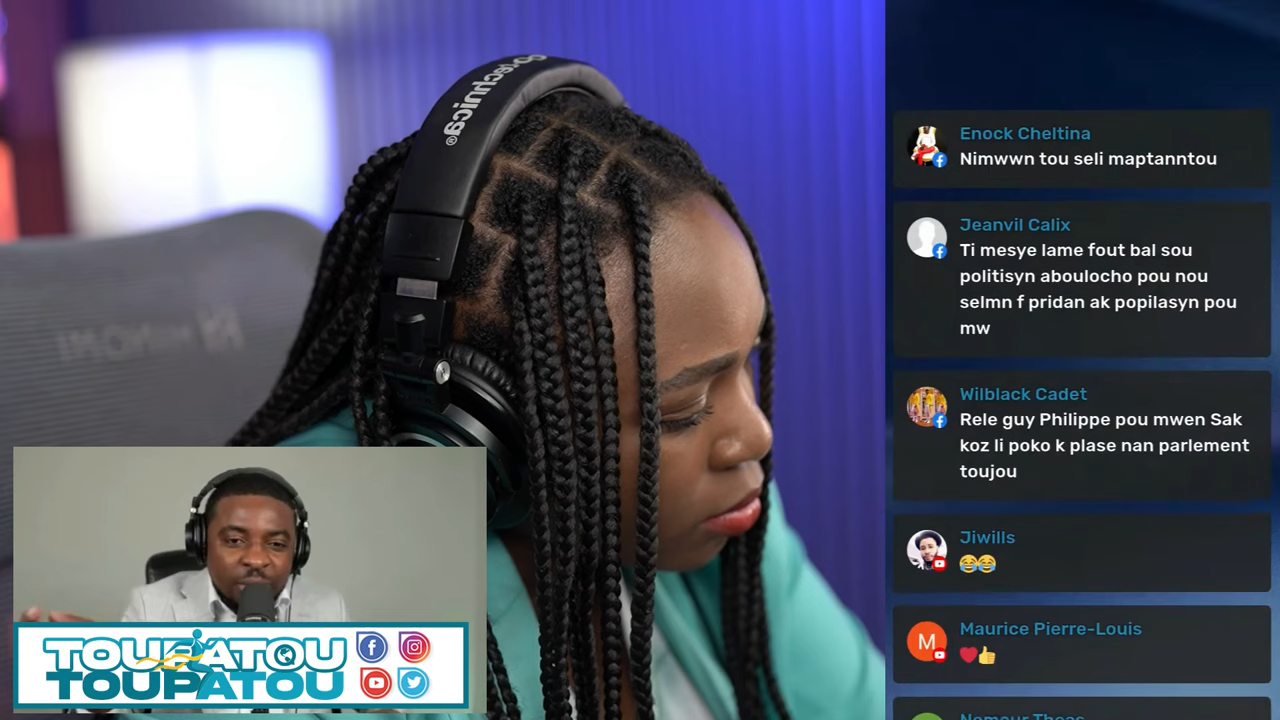 audio-technica®
TOUPATOU
TOUPATOU
Enock Cheltina
Nimwwn tou seli maptanntou
Jeanvil Calix
Ti mesye lame fout bal sou
politisyn aboulocho pou nou
selmn f pridan ak popilasyn pou
mw
Wilblack Cadet
Rele guy Philippe pou mwen Sak
koz li poko k plase nan parlement
toujou
Jiwills
😂😂
M
Maurice Pierre-Louis
❤️👍